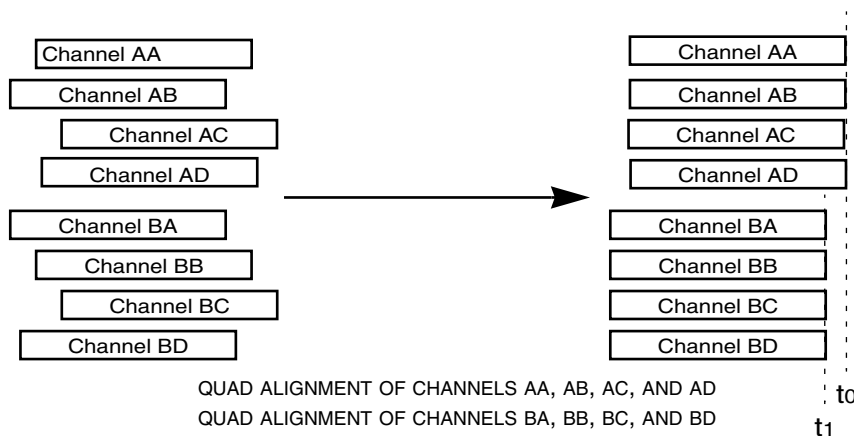 Channel AA
Channel AB
Channel AC
Channel AD
Channel BA
Channel BB
Channel BC
Channel BD
Channel AA
Channel AB
Channel AC
Channel AD
Channel BA
Channel BB
Channel BC
Channel BD
QUAD ALIGNMENT OF CHANNELS AA, AB, AC, AND AD
QUAD ALIGNMENT OF CHANNELS BA, BB, BC, AND BD
t0
t1